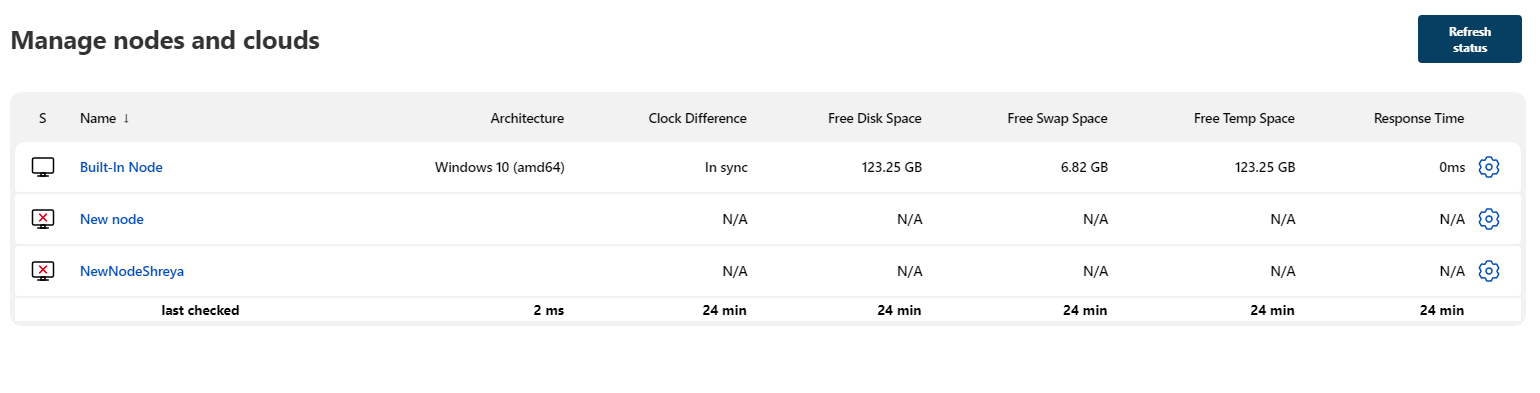 Manage nodes and clouds
Refresh
status
S Name ↓ Architecture Clock Difference Free Disk Space Free Swap Space Free Temp Space Response Time
Built-In Node Windows 10 (amd64) In sync 123.25 GB 6.82 GB 123.25 GB 0ms
New node N/A N/A N/A N/A N/A
NewNodeShreya N/A N/A N/A N/A N/A
last checked 2 ms 24 min 24 min 24 min 24 min 24 min